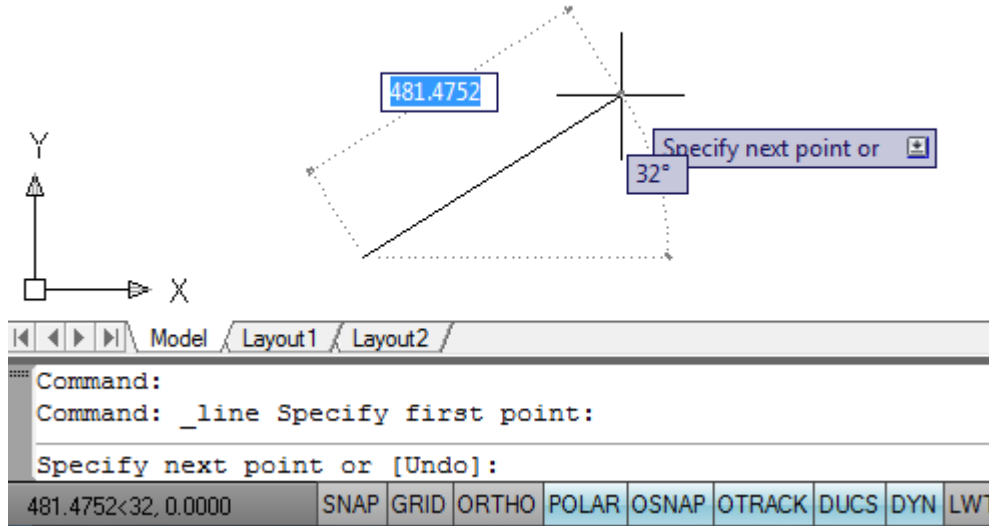 481.4752
Specify next point or
32°
Y
X
Model Layout1 Layout2
Command:
Command: _line Specify first point:
Specify next point or [Undo]:
481.4752<32, 0.0000 SNAP GRID ORTHO POLAR OSNAP OTRACK DUCS DYN LWT